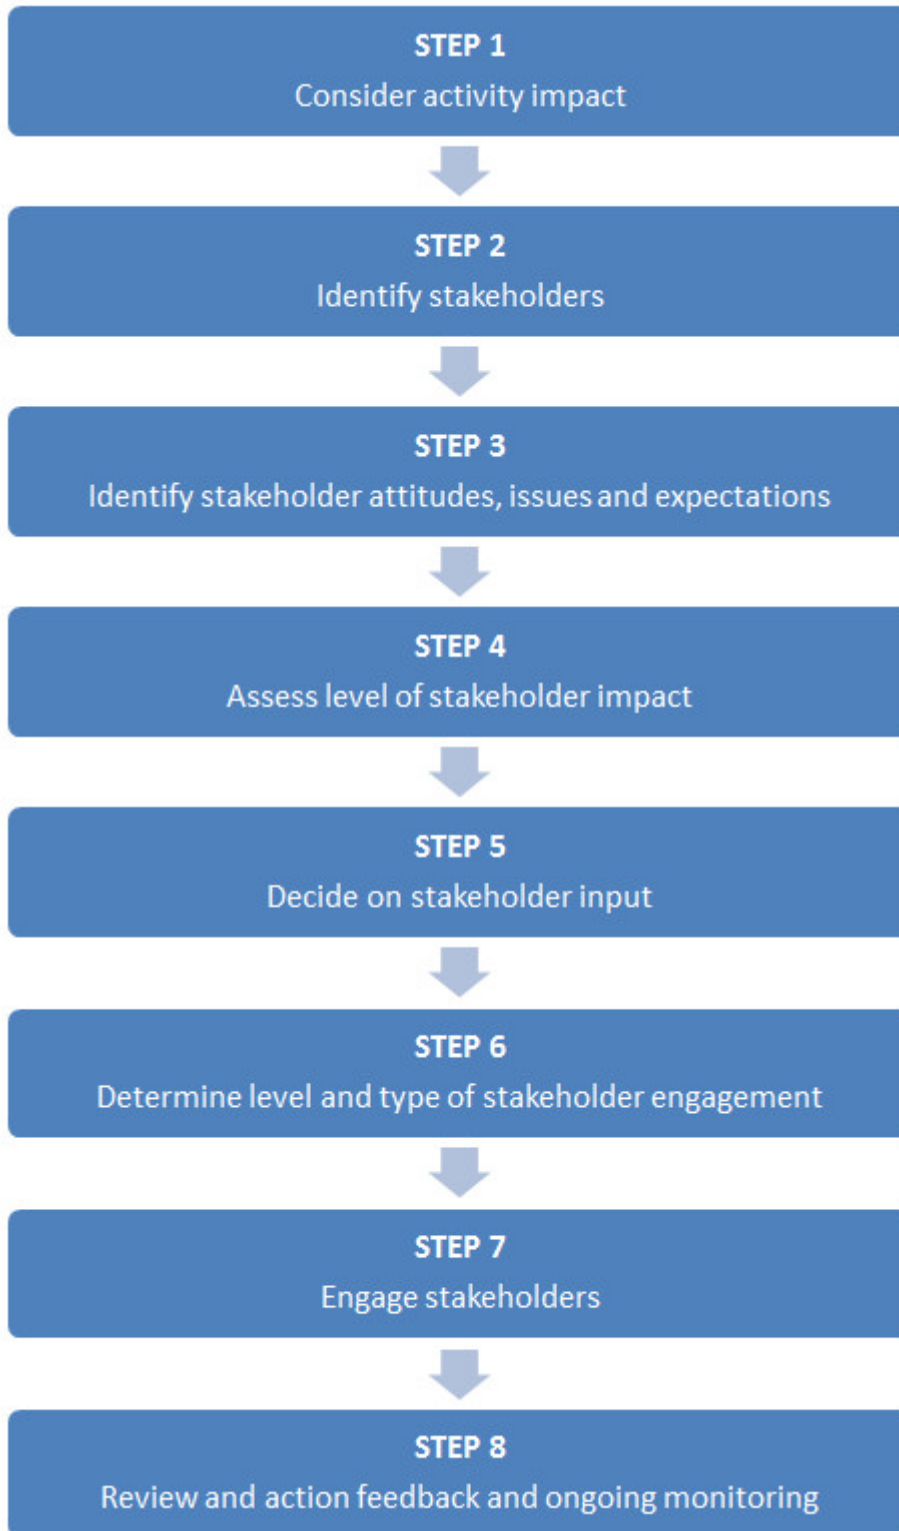 STEP 1
Consider activity impact
STEP 2
Identify stakeholders
STEP 3
Identify stakeholder attitudes, issues and expectations
STEP 4
Assess level of stakeholder impact
STEP 5
Decide on stakeholder input
STEP 6
Determine level and type of stakeholder engagement
STEP 7
Engage stakeholders
STEP 8
Review and action feedback and ongoing monitoring